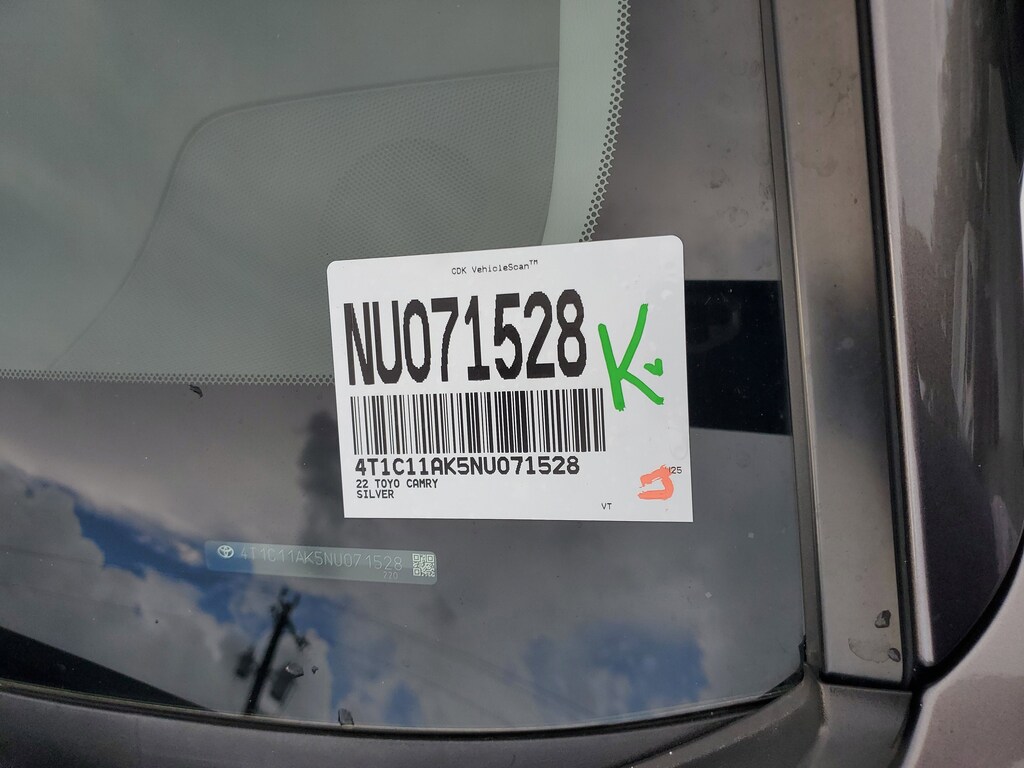 CDK VehicleScan™
NU071528
K
4T1C11AK5NU071528
22 TOYO CAMRY
SILVER
VT
4T1C11AK5NU071528